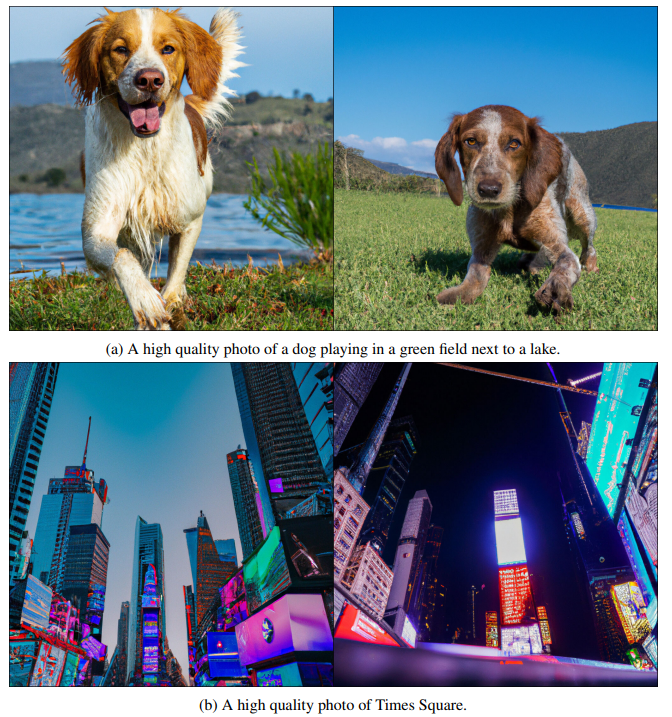 (a) A high quality photo of a dog playing in a green field next to a lake.
(b) A high quality photo of Times Square.